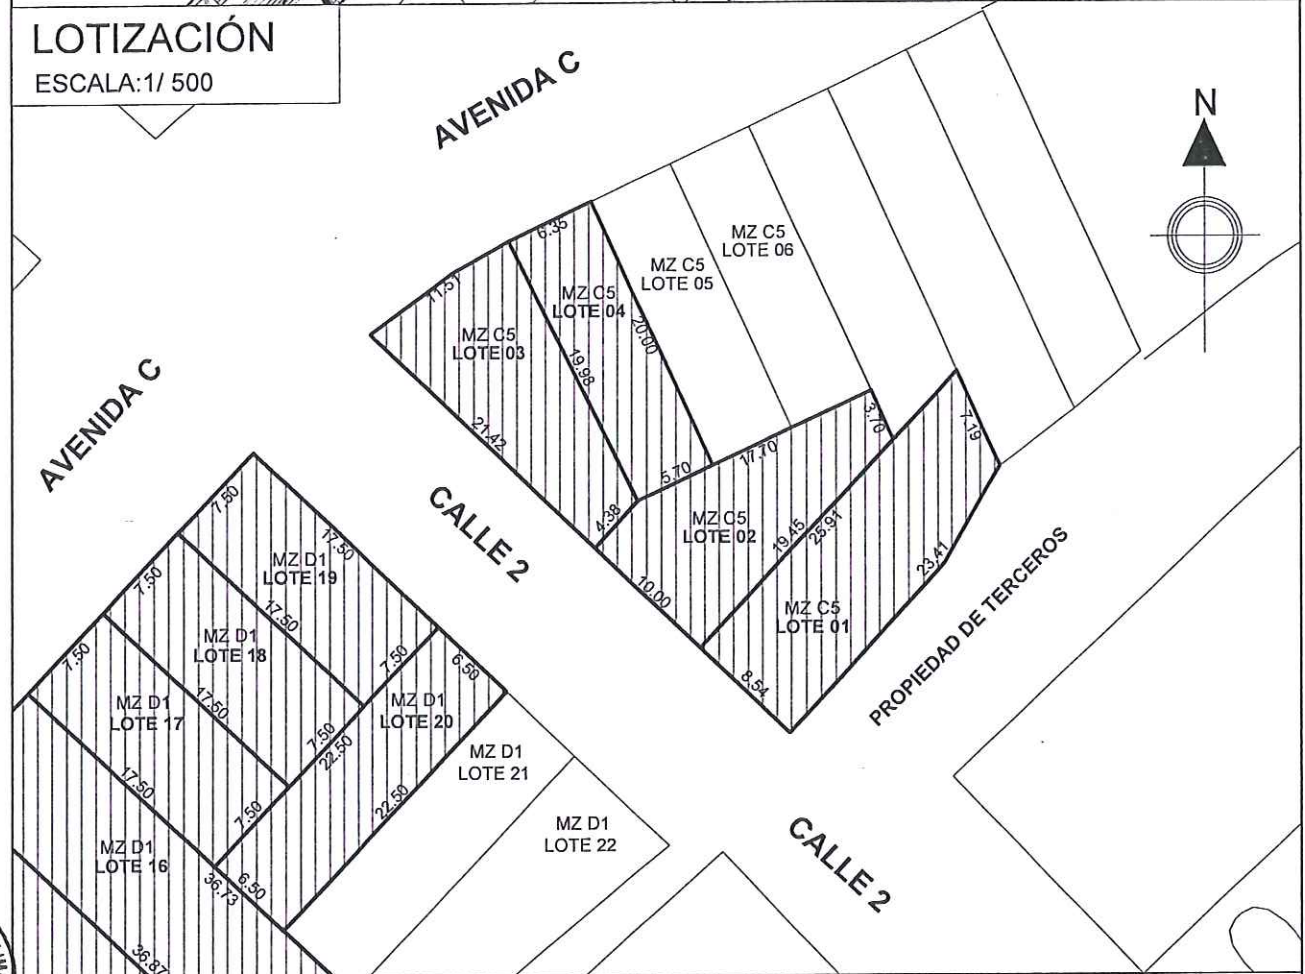 LOTIZACIÓN
ESCALA:1/ 500
AVENIDA C
N
AVENIDA C
MZ C5
LOTE 06
MZ C5
LOTE 05
6.35
MZ C5
LOTE 04
20.00
11.51
MZ C5
LOTE 03
19.98
21.42
5.70
17.70
3.70
7.19
4.38
MZ C5
LOTE 02
19.45
25.91
10.00
MZ C5
LOTE 01
23.41
8.54
PROPIEDAD DE TERCEROS
CALLE 2
7.50
17.50
MZ D1
LOTE 19
7.50
17.50
MZ D1
LOTE 18
7.50
7.50
6.50
17.50
MZ D1
LOTE 17
MZ D1
LOTE 20
7.50
22.50
17.50
7.50
22.50
MZ D1
LOTE 21
MZ D1
LOTE 22
MZ D1
LOTE 16
6.50
36.73
36.87
CALLE 2